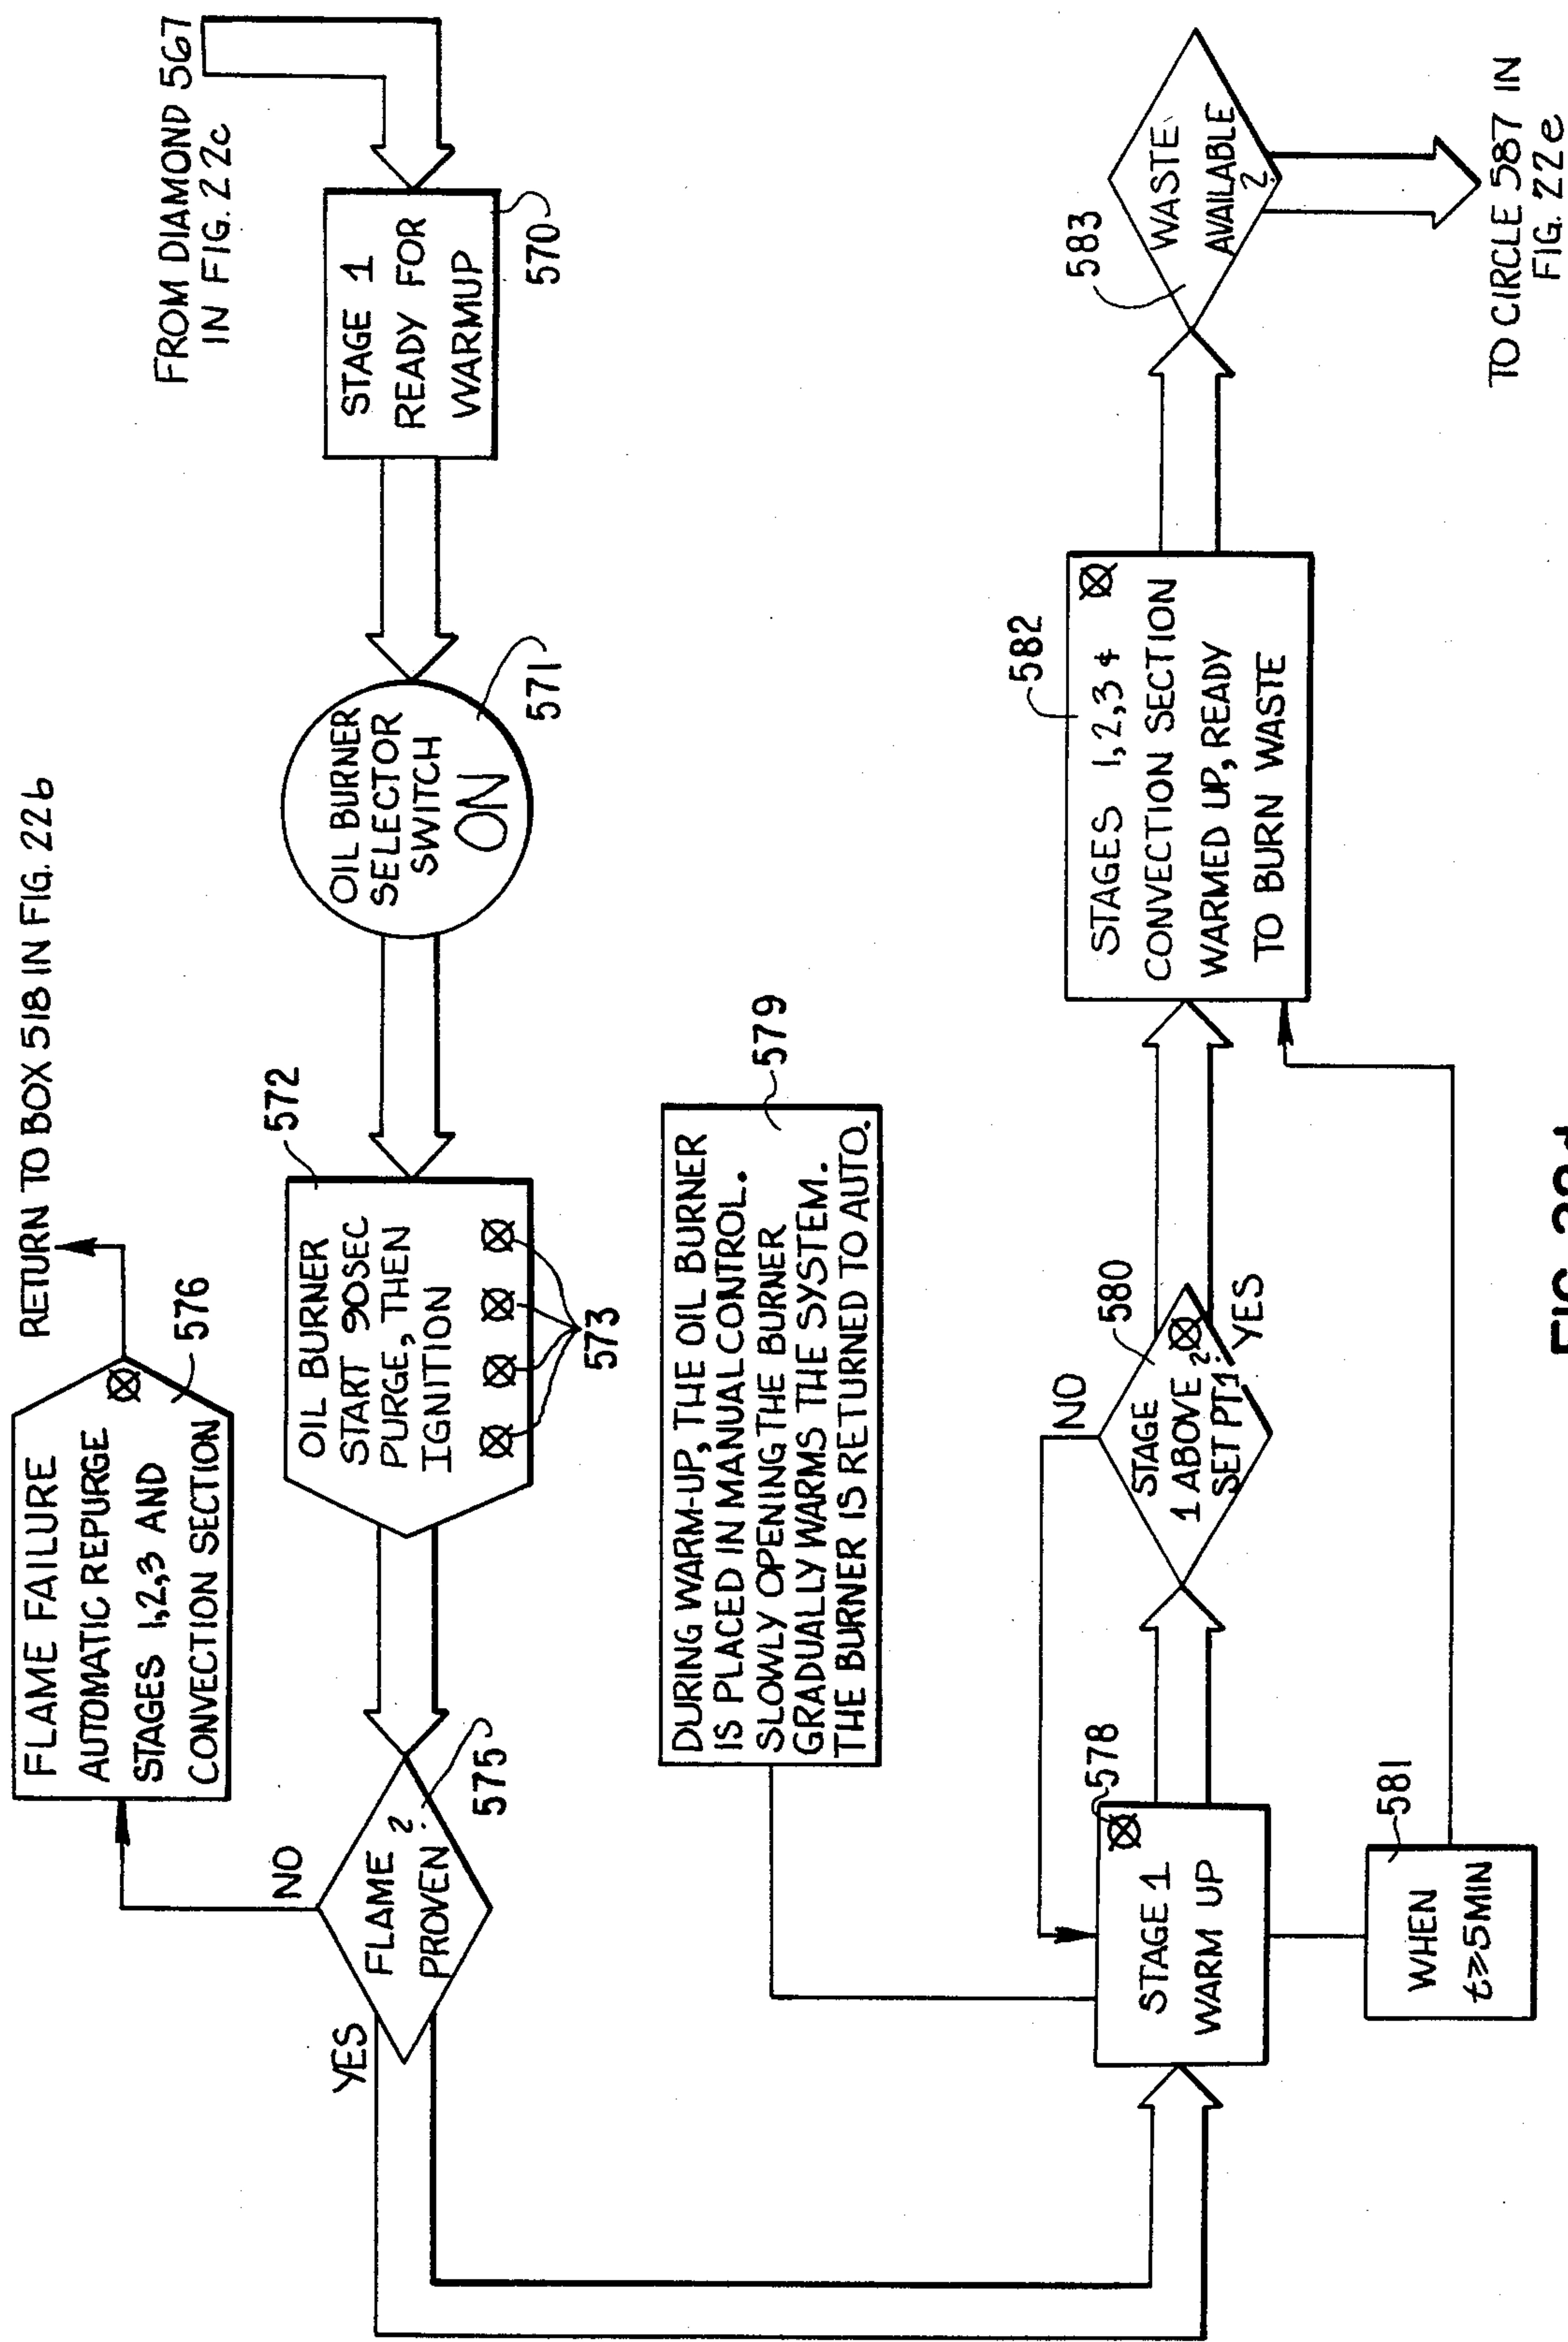 FROM DIAMOND 567
IN FIG. 22c
STAGE 1
READY FOR
WARMUP
570
OIL BURNER
SELECTOR
SWITCH
ON
571
572
OIL BURNER
START 90SEC
PURGE, THEN
IGNITION
573
FLAME
PROVEN?
575
YES
NO
FLAME FAILURE
AUTOMATIC REPURGE
STAGES 1,2,3 AND
CONVECTION SECTION
576
RETURN TO BOX 518 IN FIG. 22b
DURING WARM-UP, THE OIL BURNER
IS PLACED IN MANUAL CONTROL.
SLOWLY OPENING THE BURNER
GRADUALLY WARMS THE SYSTEM.
THE BURNER IS RETURNED TO AUTO.
579
STAGE 1
WARM UP
578
WHEN
t≥5MIN
581
STAGE
1 ABOVE
SET PT1?
580
NO
YES
STAGES 1,2,3 &
CONVECTION SECTION
WARMED UP, READY
TO BURN WASTE
582
WASTE
AVAILABLE
?
583
TO CIRCLE 587 IN
FIG. 22e